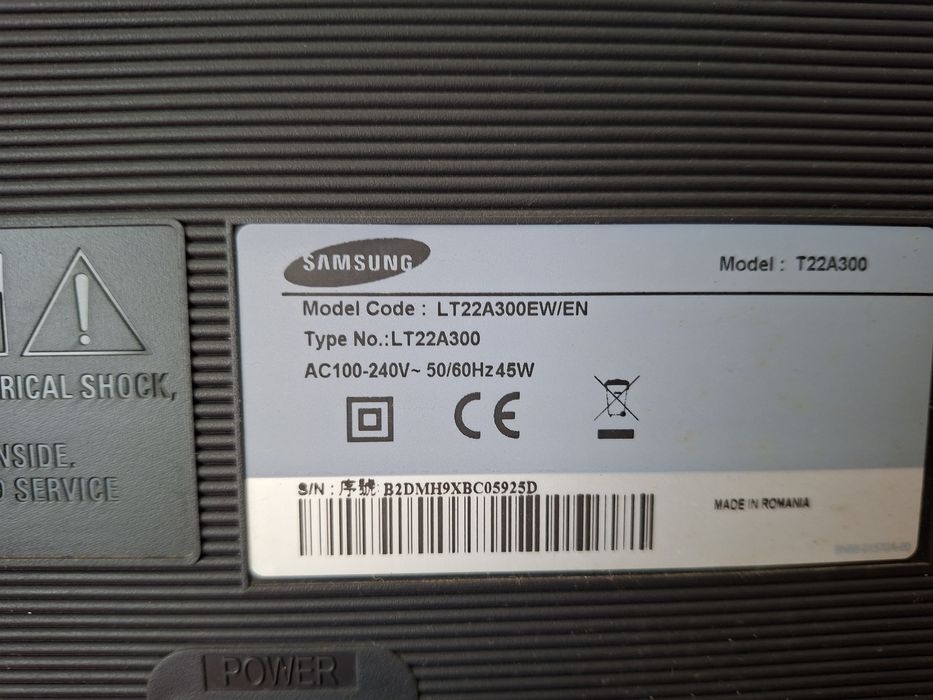 SAMSUNG
Model : T22A300
Model Code : LT22A300EW/EN
Type No.:LT22A300
AC100-240V~ 50/60Hz 45W
CE
S/N : 序號 B2DMH9XBC05925D
MADE IN ROMANIA
RICAL SHOCK,
NSIDE.
SERVICE
POWER